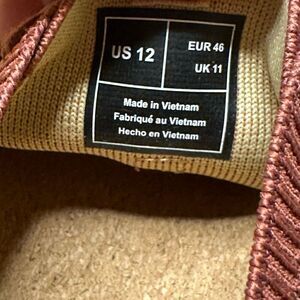 US 12
EUR 46
UK 11
Made in Vietnam
Fabriqué au Vietnam
Hecho en Vietnam